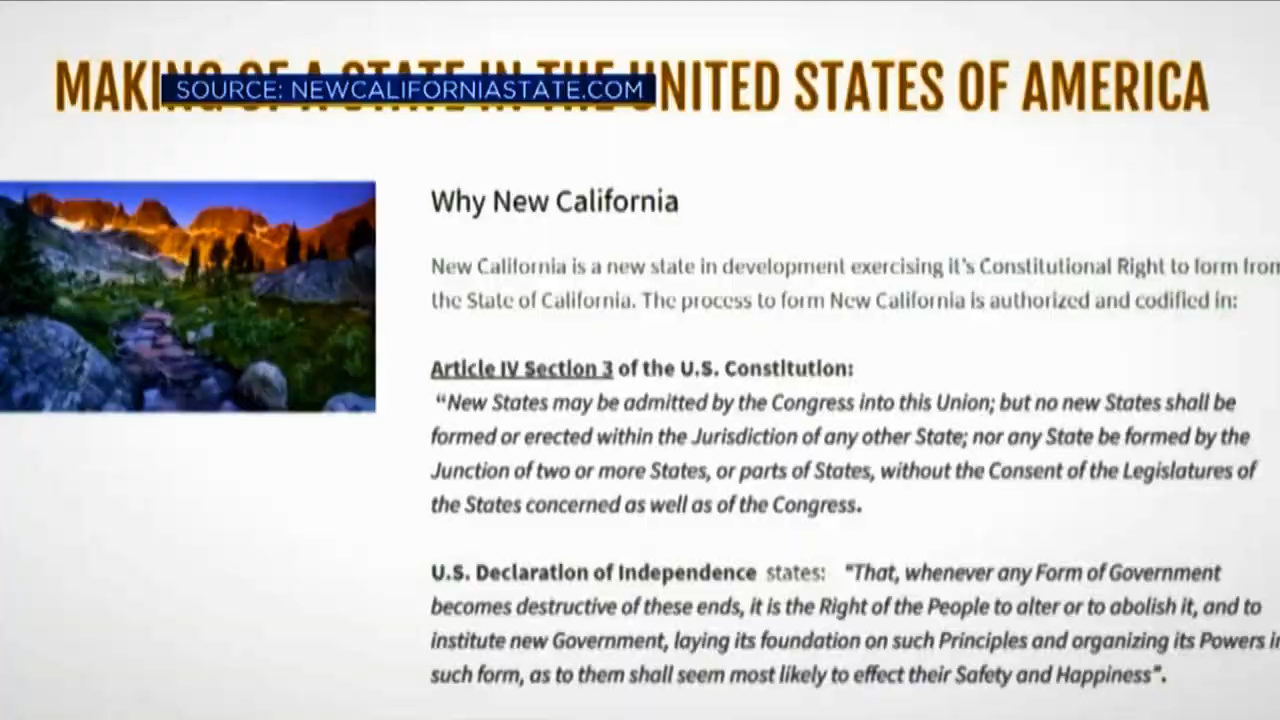 MAKING OF A STATE IN THE UNITED STATES OF AMERICA
SOURCE: NEWCALIFORNIASTATE.COM
Why New California
New California is a new state in development exercising it's Constitutional Right to form from
the State of California. The process to form New California is authorized and codified in:
Article IV Section 3 of the U.S. Constitution:
“New States may be admitted by the Congress into this Union; but no new States shall be
formed or erected within the Jurisdiction of any other State; nor any State be formed by the
Junction of two or more States, or parts of States, without the Consent of the Legislatures of
the States concerned as well as of the Congress.
U.S. Declaration of Independence states: "That, whenever any Form of Government
becomes destructive of these ends, it is the Right of the People to alter or to abolish it, and to
institute new Government, laying its foundation on such Principles and organizing its Powers in
such form, as to them shall seem most likely to effect their Safety and Happiness”.